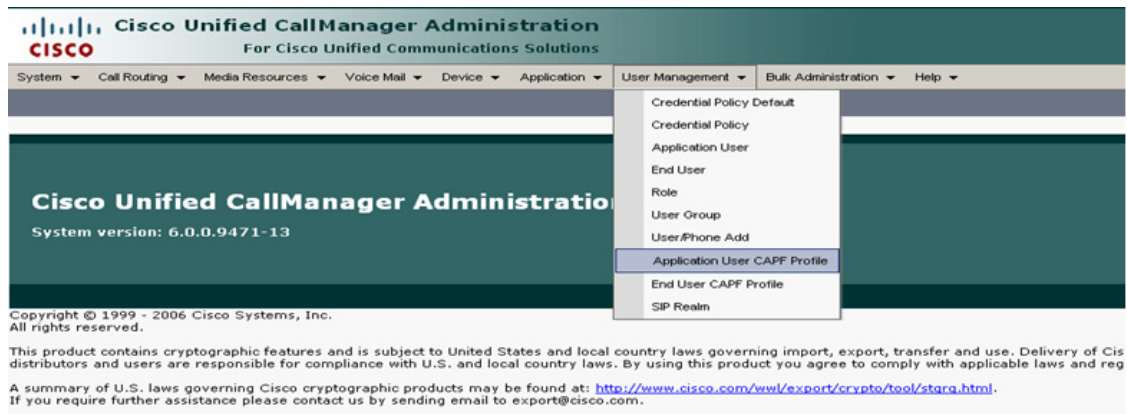 Cisco Unified CallManager Administration
CISCO
For Cisco Unified Communications Solutions
System Call Routing Media Resources Voice Mail Device Application User Management Bulk Administration Help
Credential Policy Default
Credential Policy
Application User
End User
Role
User Group
User/Phone Add
Application User CAPF Profile
End User CAPF Profile
SIP Realm
Cisco Unified CallManager Administratio
System version: 6.0.0.9471-13
Copyright © 1999 - 2006 Cisco Systems, Inc.
All rights reserved.
This product contains cryptographic features and is subject to United States and local country laws governing import, export, transfer and use. Delivery of Cis
distributors and users are responsible for compliance with U.S. and local country laws. By using this product you agree to comply with applicable laws and reg
A summary of U.S. laws governing Cisco cryptographic products may be found at: http://www.cisco.com/wwl/export/crypto/tool/stqrg.html.
If you require further assistance please contact us by sending email to export@cisco.com.